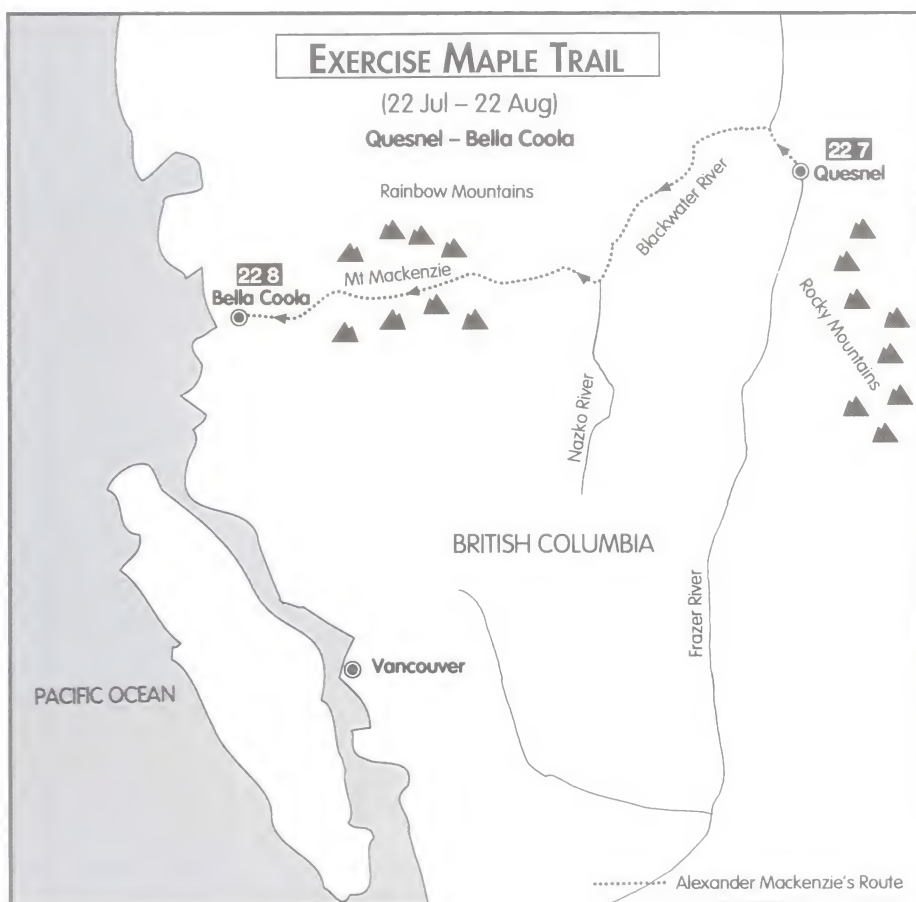 EXERCISE MAPLE TRAIL
(22 Jul – 22 Aug)
Quesnel – Bella Coola
22 7
Quesnel
Rainbow Mountains
Blackwater River
Mt Mackenzie
22 8
Bella Coola
Rocky Mountains
Nazko River
BRITISH COLUMBIA
Frazer River
Vancouver
PACIFIC OCEAN
Alexander Mackenzie's Route